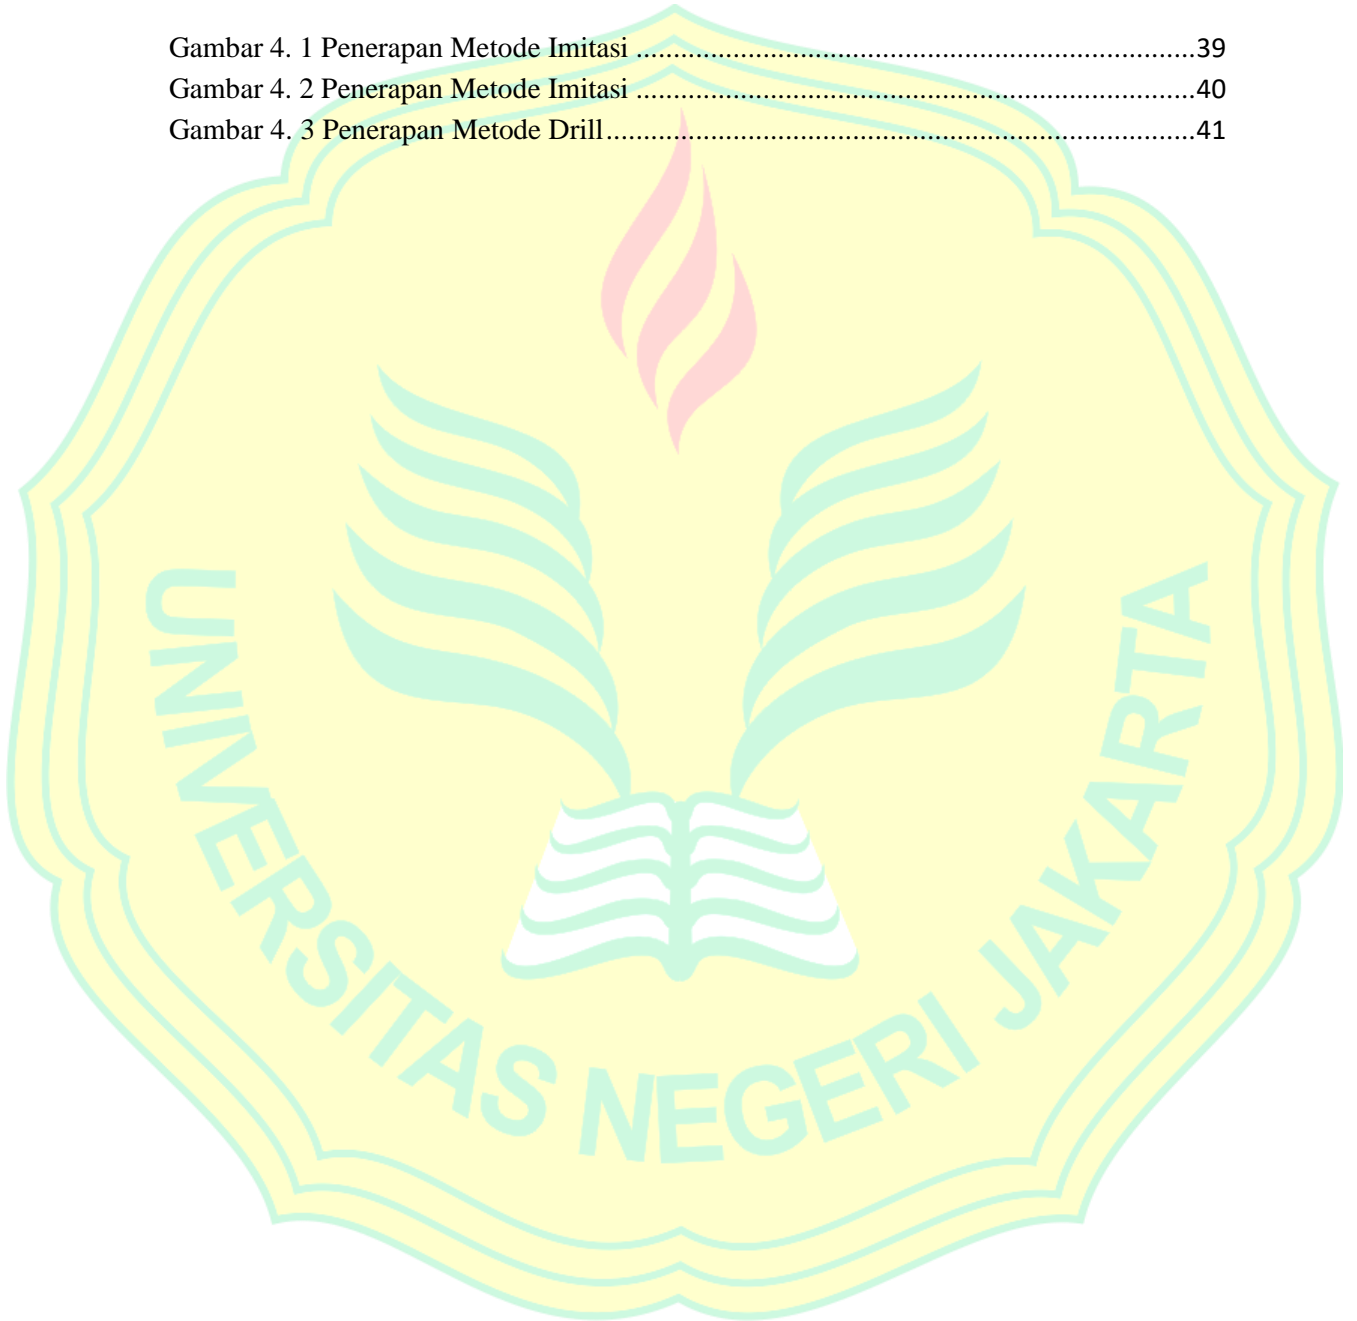 Gambar 4. 1 Penerapan Metode Imitasi ........................................................................39
Gambar 4. 2 Penerapan Metode Imitasi ........................................................................40
Gambar 4. 3 Penerapan Metode Drill............................................................................41
UNIVERSITAS NEGERI JAKARTA